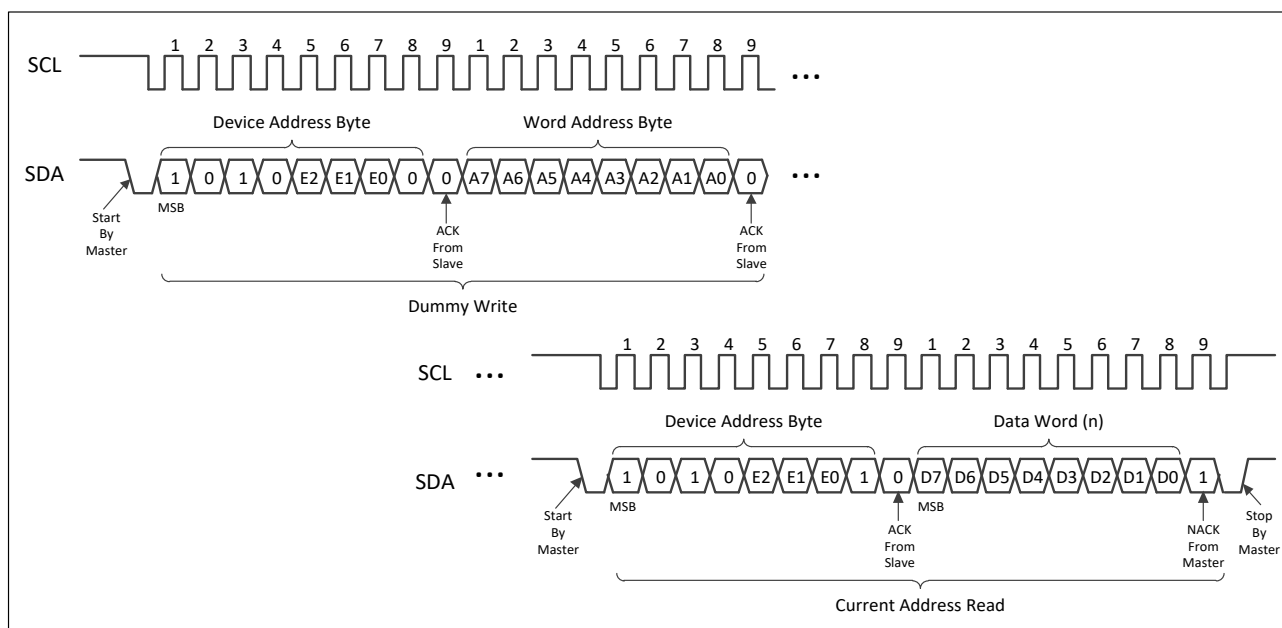 1 2 3 4 5 6 7 8 9 1 2 3 4 5 6 7 8 9
SCL ...
Device Address Byte Word Address Byte
SDA 1 0 1 0 E2 E1 E0 0 0 A7 A6 A5 A4 A3 A2 A1 A0 0 ...
MSB
Start
By
Master
ACK
From
Slave
ACK
From
Slave
Dummy Write
1 2 3 4 5 6 7 8 9 1 2 3 4 5 6 7 8 9
SCL ...
Device Address Byte Data Word (n)
SDA ... 1 0 1 0 E2 E1 E0 1 0 D7 D6 D5 D4 D3 D2 D1 D0 1
MSB MSB
Start
By
Master
ACK
From
Slave
NACK
From
Master
Stop
By
Master
Current Address Read